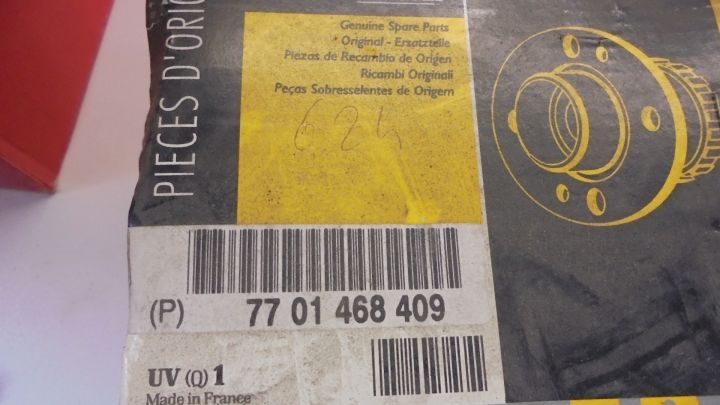 PIECES D'ORIG
Genuine Spare Parts
Original - Ersatzteile
Piezas de Recambio de Origen
Ricambi Originali
Peças Sobresselentes de Origem
624
(P) 77 01 468 409
UV (Q) 1
Made in France